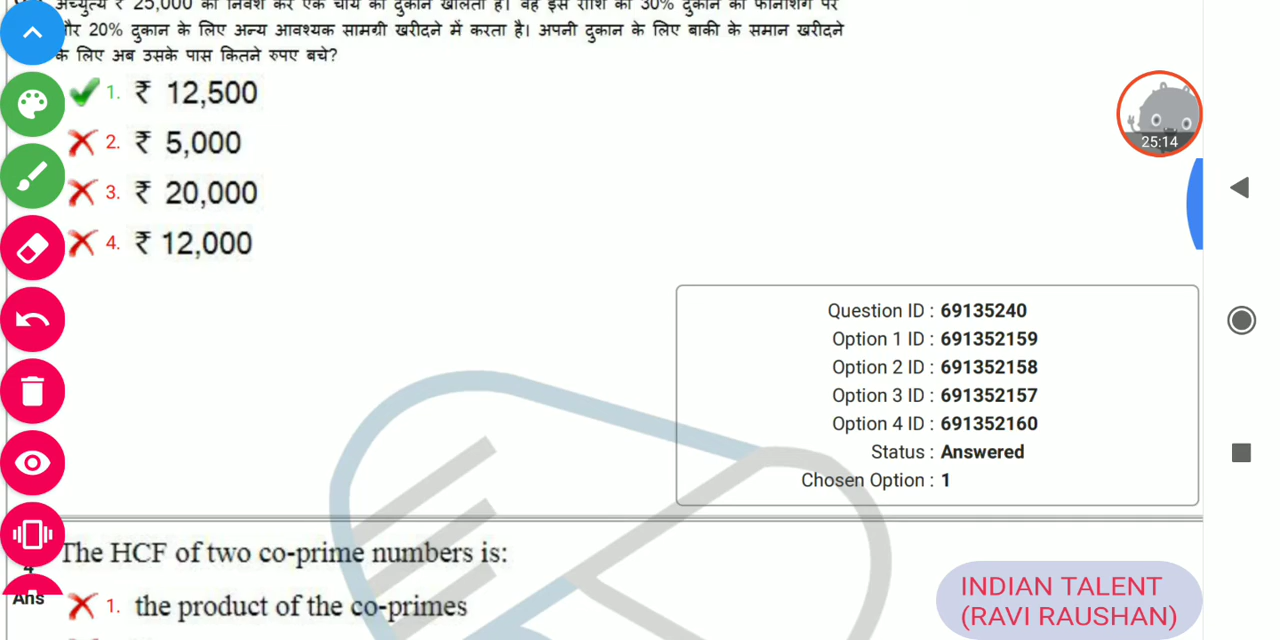 अच्युत्य ₹ 25,000 का निवेश कर एक चाय की दुकान खोलता है। वह इस राशि का 30% दुकान की फर्निशिंग पर
और 20% दुकान के लिए अन्य आवश्यक सामग्री खरीदने में करता है। अपनी दुकान के लिए बाकी के समान खरीदने
के लिए अब उसके पास कितने रुपए बचे?
1. ₹ 12,500
2. ₹ 5,000
3. ₹ 20,000
4. ₹ 12,000
25:14
Question ID : 69135240
Option 1 ID : 691352159
Option 2 ID : 691352158
Option 3 ID : 691352157
Option 4 ID : 691352160
Status : Answered
Chosen Option : 1
The HCF of two co-prime numbers is:
Ans
1. the product of the co-primes
INDIAN TALENT
(RAVI RAUSHAN)